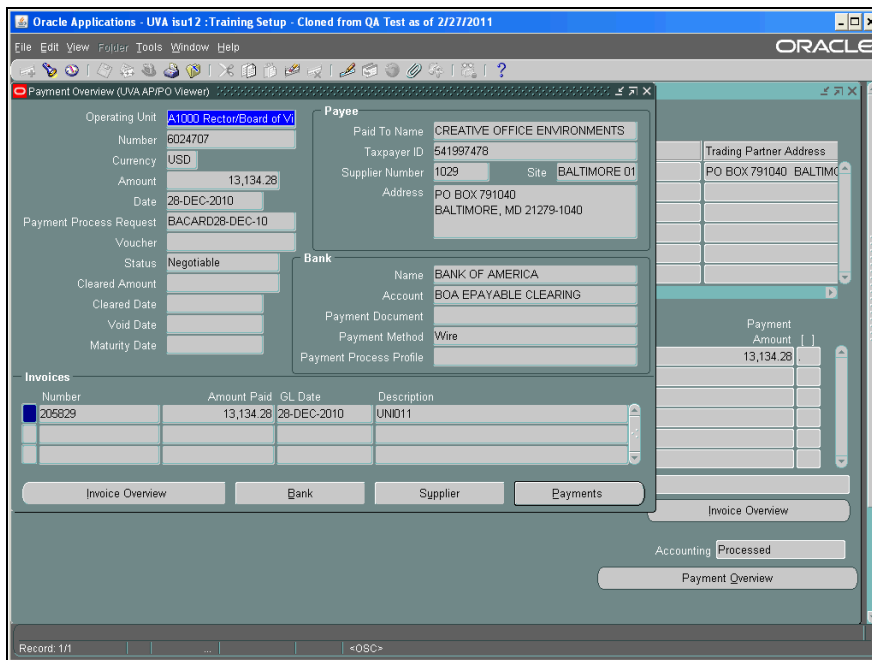 Oracle Applications - UVA isu12 :Training Setup - Cloned from QA Test as of 2/27/2011
File Edit View Folder Tools Window Help
ORACLE
Payment Overview (UVA AP/PO Viewer)
Operating Unit A1000 Rector/Board of Vi
Number 6024707
Currency USD
Amount 13,134.28
Date 28-DEC-2010
Payment Process Request BACARD28-DEC-10
Voucher
Status Negotiable
Cleared Amount
Cleared Date
Void Date
Maturity Date
Payee
Paid To Name CREATIVE OFFICE ENVIRONMENTS
Taxpayer ID 541997478
Supplier Number 1029 Site BALTIMORE 01
Address PO BOX 791040
BALTIMORE, MD 21279-1040
Bank
Name BANK OF AMERICA
Account BOA EPAYABLE CLEARING
Payment Document
Payment Method Wire
Payment Process Profile
Trading Partner Address
PO BOX 791040 BALTIMO
Payment
Amount [ ]
13,134.28 .
Invoices
Number Amount Paid GL Date Description
205829 13,134.28 28-DEC-2010 UNI011
Invoice Overview Bank Supplier Payments
Invoice Overview
Accounting Processed
Payment Overview
Record: 1/1 ... <OSC>